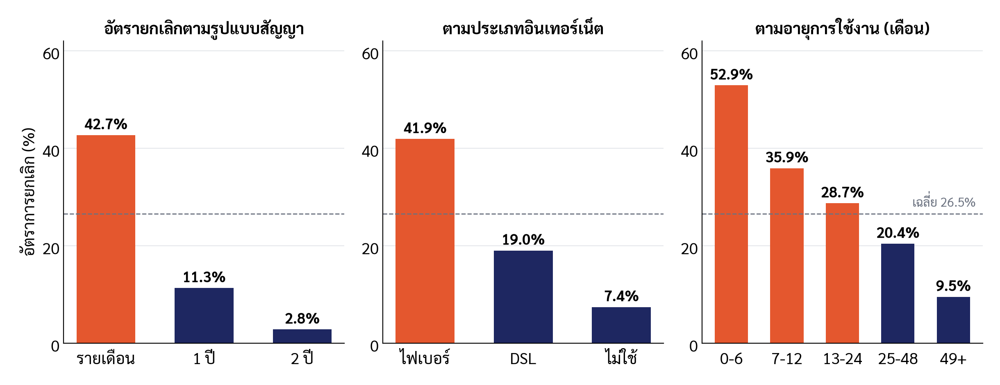 อัตรายกเลิกตามรูปแบบสัญญา
อัตราการยกเลิก (%)
60
40
20
0
42.7%
11.3%
2.8%
รายเดือน
1 ปี
2 ปี
ตามประเภทอินเทอร์เน็ต
60
40
20
0
41.9%
19.0%
7.4%
ไฟเบอร์
DSL
ไม่ใช้
ตามอายุการใช้งาน (เดือน)
60
40
20
0
52.9%
35.9%
28.7%
20.4%
9.5%
เฉลี่ย 26.5%
0-6
7-12
13-24
25-48
49+